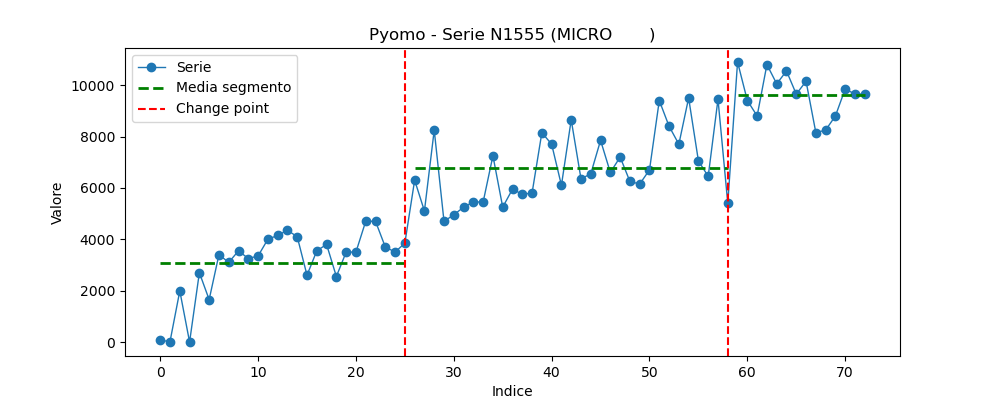 Pyomo - Serie N1555 (MICRO        )
Serie
Media segmento
Change point
Valore
10000
8000
6000
4000
2000
0
0 10 20 30 40 50 60 70
Indice